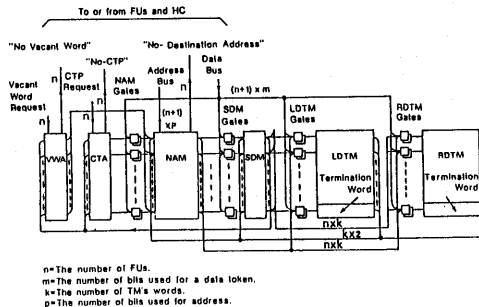 To or from FUs and HC
"No Vacant Word"
"No-CTP"
"No- Destination Address"
Data
Bus
n
CTP
Request
n
NAM
Gates
Address
Bus
n
(n+1) x m
Vacant
Word
Request
n
n
(n+1)
xP
SDM
Gates
LDTM
Gates
RDTM
Gates
VWA
CTA
NAM
SDM
LDTM
RDTM
Termination
Word
Termination
Word
nxk
kx2
nxk
n=The number of FUs.
m=The number of bits used for a data token.
k=The number of TM's words.
p=The number of bits used for address.